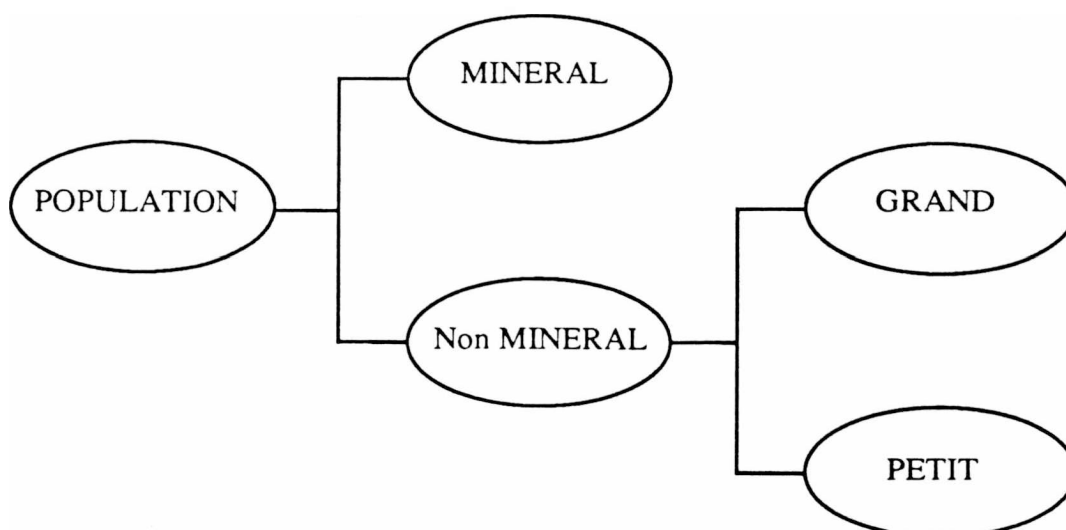 MINERAL
POPULATION
GRAND
Non MINERAL
PETIT